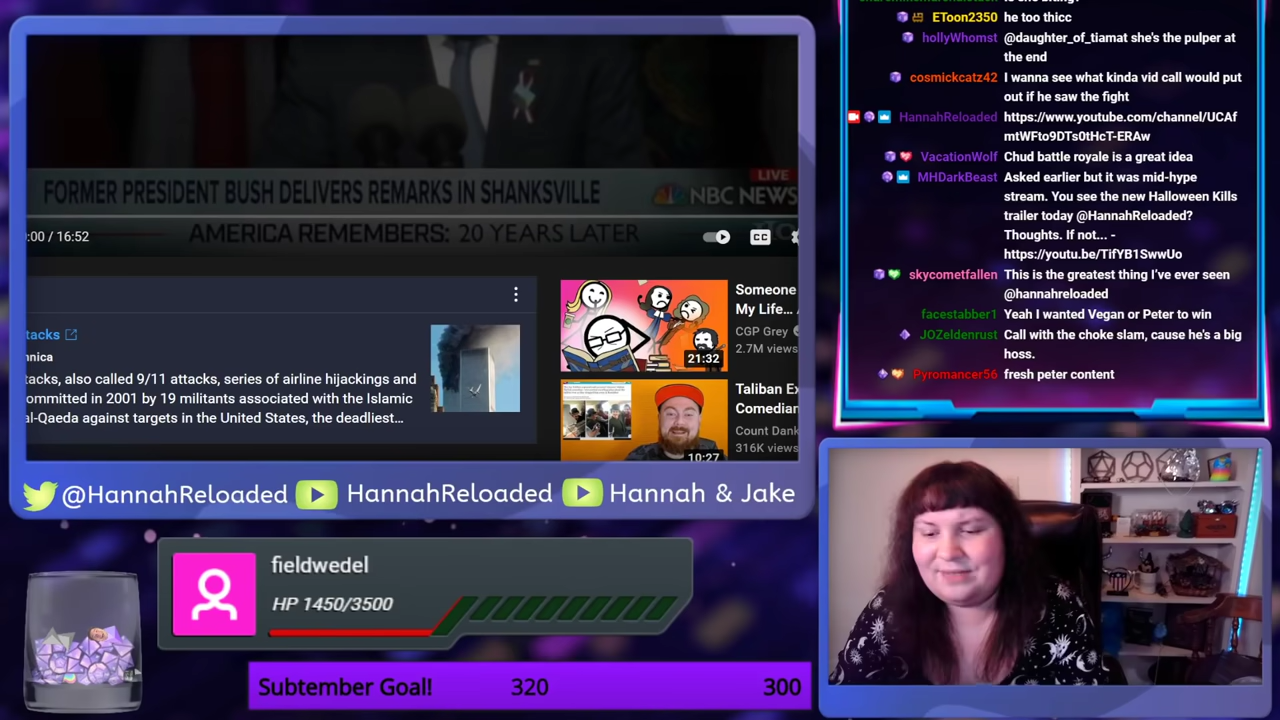 FORMER PRESIDENT BUSH DELIVERS REMARKS IN SHANKSVILLE
LIVE
NBC NEWS
:00 / 16:52
AMERICA REMEMBERS: 20 YEARS LATER
CC
tacks
nnica
tacks, also called 9/11 attacks, series of airline hijackings and
ommitted in 2001 by 19 militants associated with the Islamic
al-Qaeda against targets in the United States, the deadliest...
21:32
Someone
My Life...
CGP Grey
2.7M views
10:27
Taliban Ex
Comedian
Count Dank
316K views
@HannahReloaded
HannahReloaded
Hannah & Jake
fieldwedel
HP 1450/3500
Subtember Goal! 320 300
EToon2350 he too thicc
hollyWhomst @daughter_of_tiamat she's the pulper at
the end
cosmickatz42 I wanna see what kinda vid call would put
out if he saw the fight
HannahReloaded https://www.youtube.com/channel/UCAf
mtWFto9DTs0tHcT-ERAw
VacationWolf Chud battle royale is a great idea
MHDarkBeast Asked earlier but it was mid-hype
stream. You see the new Halloween Kills
trailer today @HannahReloaded?
Thoughts. If not... -
https://youtu.be/TifYB1SwwUo
skycometfallen This is the greatest thing I've ever seen
@hannahreloaded
facestabber1 Yeah I wanted Vegan or Peter to win
JOZeldenrust Call with the choke slam, cause he's a big
hoss.
Pyromancer56 fresh peter content